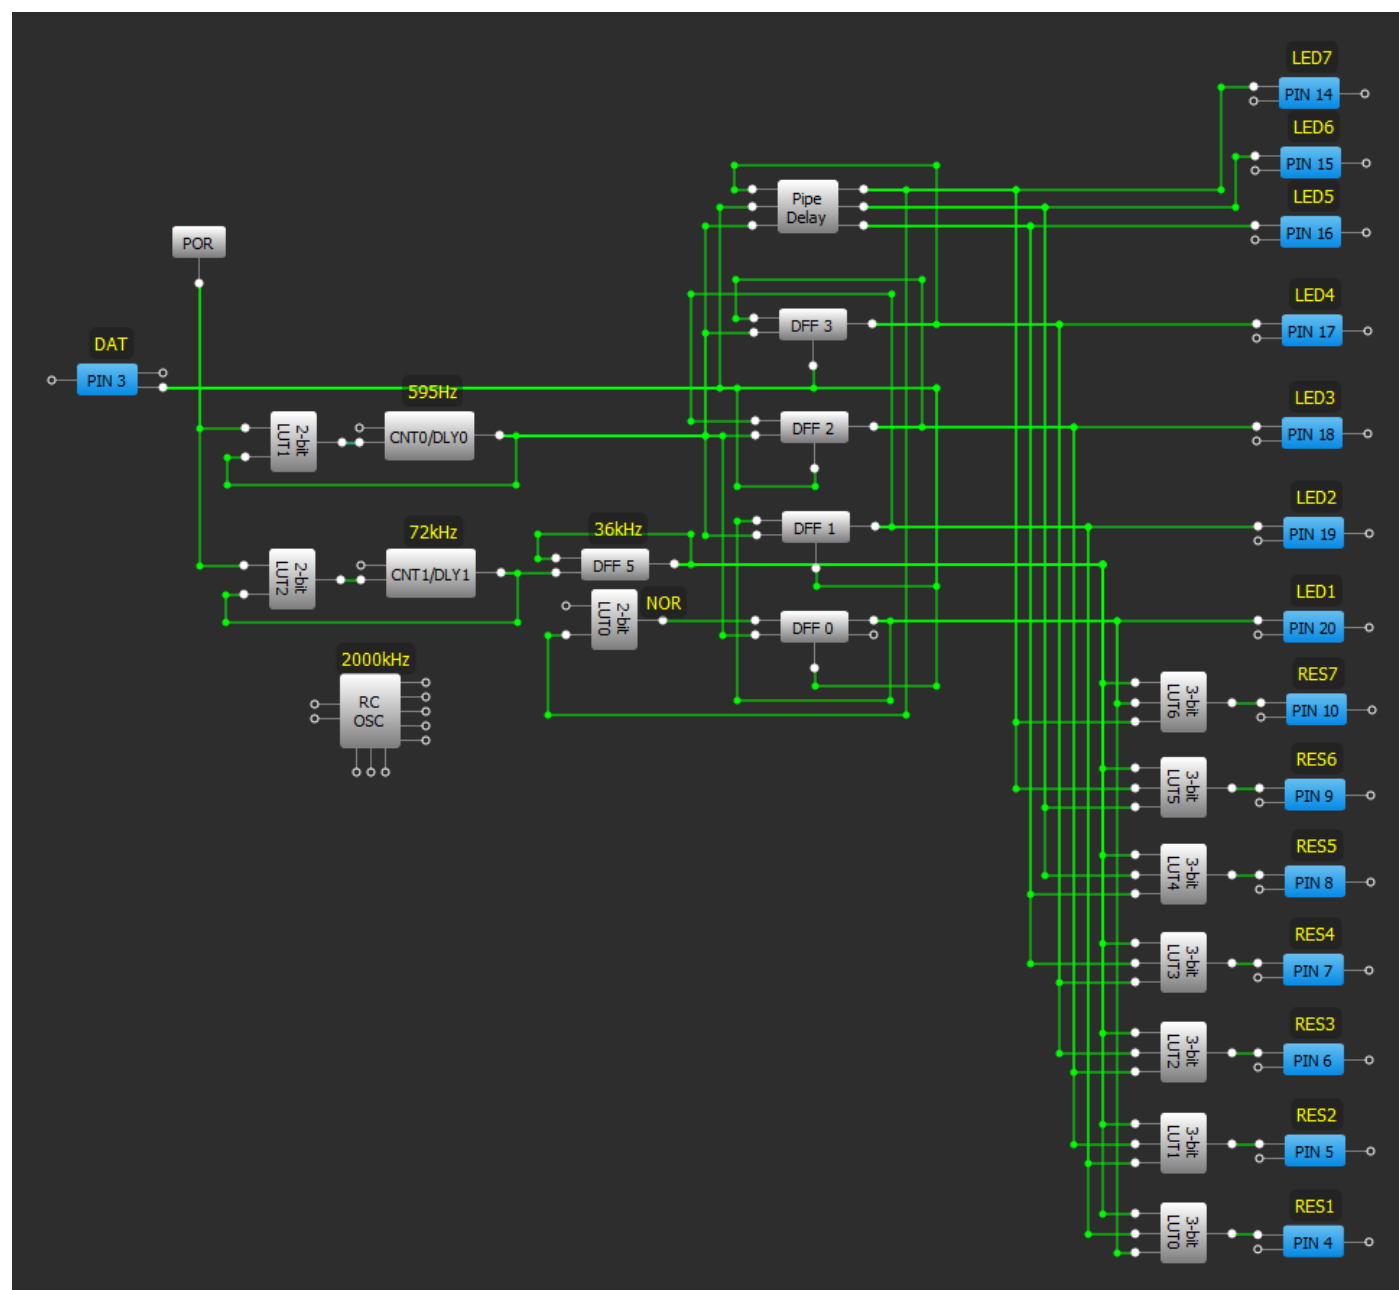 LED7
PIN 14
LED6
PIN 15
LED5
PIN 16
Pipe
Delay
POR
LED4
PIN 17
DFF 3
DAT
PIN 3
595Hz
LED3
PIN 18
2-bit
LUT1
CNT0/DLY0
DFF 2
LED2
PIN 19
72kHz
36kHz
DFF 1
2-bit
LUT2
CNT1/DLY1
DFF 5
LED1
PIN 20
2-bit
LUT0
NOR
DFF 0
2000kHz
RC
OSC
RES7
3-bit
LUT6
PIN 10
RES6
3-bit
LUT5
PIN 9
RES5
3-bit
LUT4
PIN 8
RES4
3-bit
LUT3
PIN 7
RES3
3-bit
LUT2
PIN 6
RES2
3-bit
LUT1
PIN 5
RES1
3-bit
LUT0
PIN 4